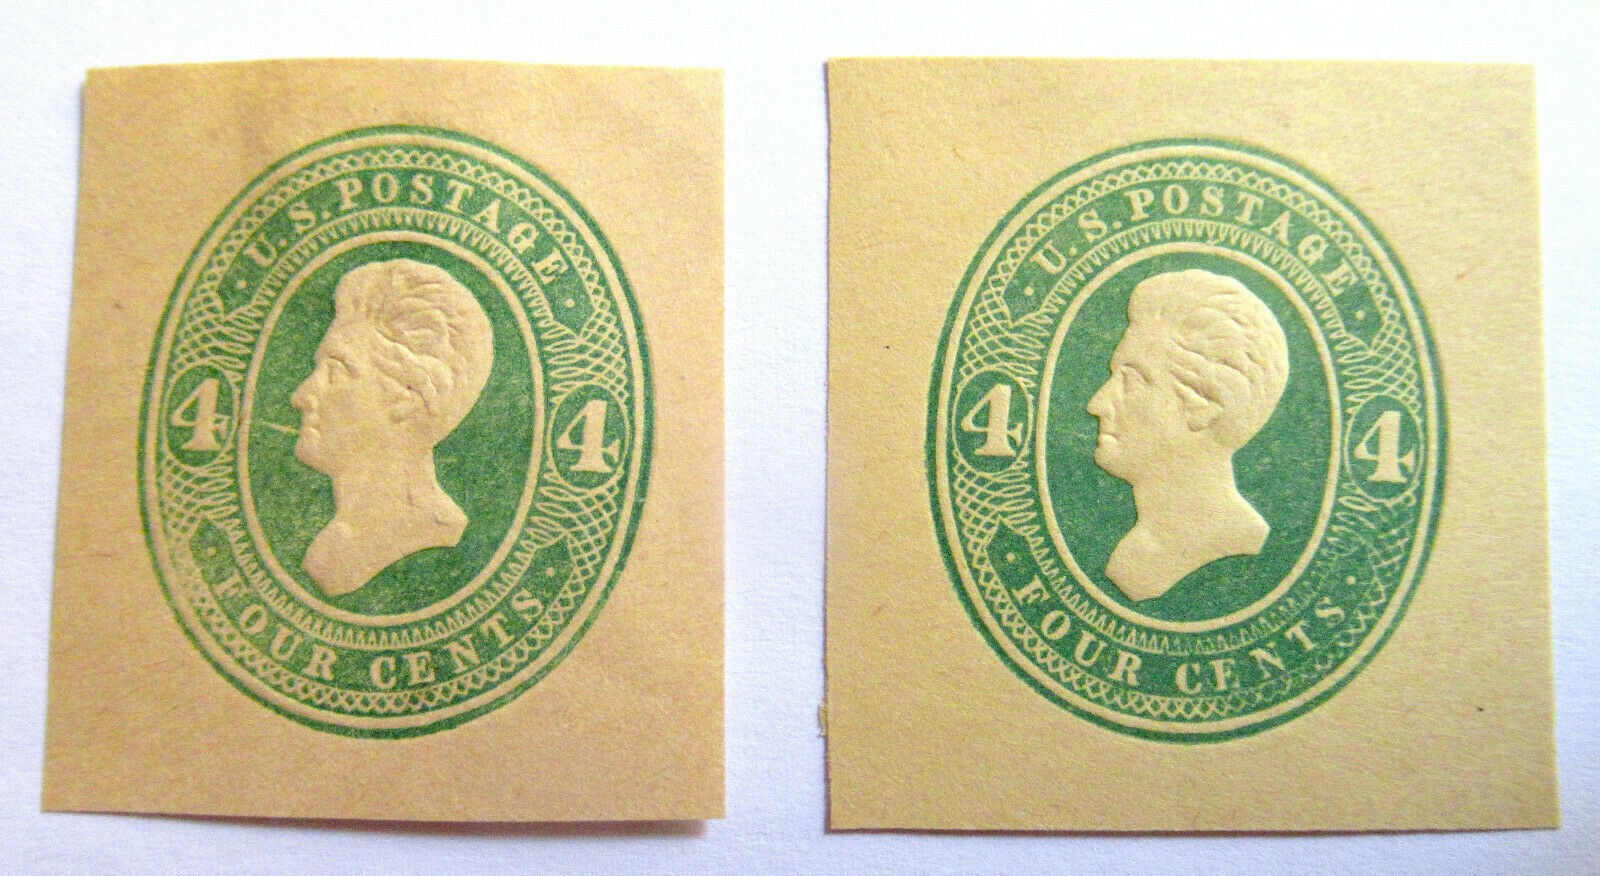 U. S. POSTAGE
4 4
FOUR CENTS
U. S. POSTAGE
4 4
FOUR CENTS